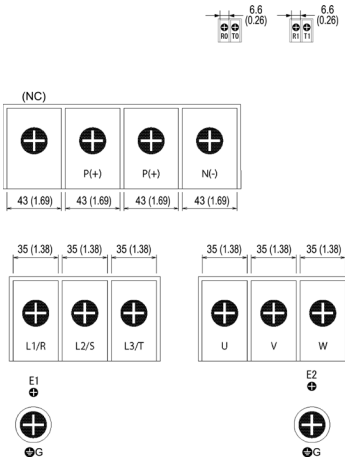 6.6
(0.26)
6.6
(0.26)
R0 T0
R1 T1
(NC)
P(+) P(+) N(-)
43 (1.69) 43 (1.69) 43 (1.69) 43 (1.69)
35 (1.38) 35 (1.38) 35 (1.38)
35 (1.38) 35 (1.38) 35 (1.38)
L1/R L2/S L3/T
U V W
E1
E2
G
G